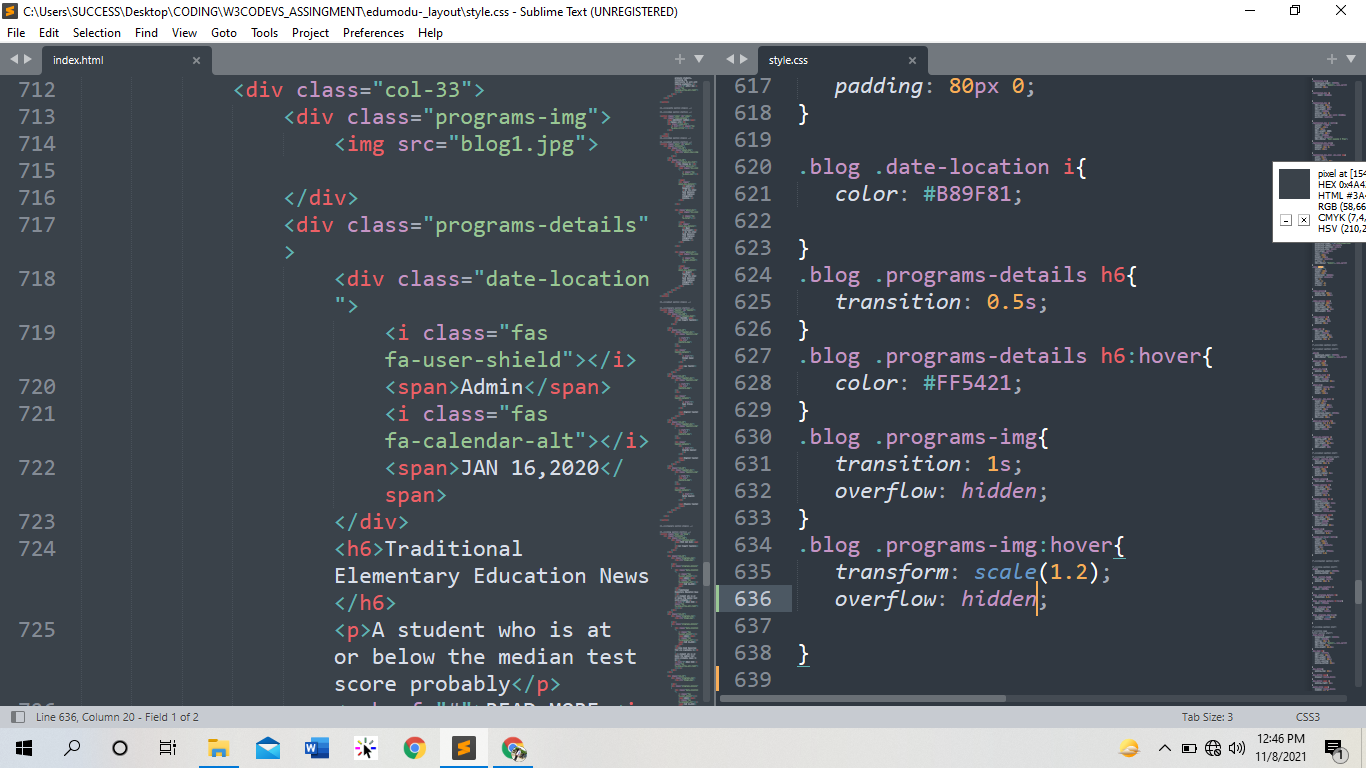 C:\Users\SUCCESS\Desktop\CODING\W3CODEVS_ASSINGMENT\edumodu-_layout\style.css - Sublime Text (UNREGISTERED)
File Edit Selection Find View Goto Tools Project Preferences Help
index.html
712 <div class="col-33">
713 <div class="programs-img">
714 <img src="blog1.jpg">
715
716 </div>
717 <div class="programs-details"
>
718 <div class="date-location
">
719 <i class="fas
fa-user-shield"></i>
720 <span>Admin</span>
721 <i class="fas
fa-calendar-alt"></i>
722 <span>JAN 16,2020</
span>
723 </div>
724 <h6>Traditional
Elementary Education News
</h6>
725 <p>A student who is at
or below the median test
score probably</p>
style.css
617 padding: 80px 0;
618 }
619
620 .blog .date-location i{
621 color: #B89F81;
622
623 }
624 .blog .programs-details h6{
625 transition: 0.5s;
626 }
627 .blog .programs-details h6:hover{
628 color: #FF5421;
629 }
630 .blog .programs-img{
631 transition: 1s;
632 overflow: hidden;
633 }
634 .blog .programs-img:hover{
635 transform: scale(1.2);
636 overflow: hidden;
637
638 }
639
pixel at [154
HEX 0x4A4
HTML #3A4
RGB (58,66
CMYK (7,4,
HSV (210,2
Line 636, Column 20 - Field 1 of 2
Tab Size: 3
CSS3
12:46 PM
11/8/2021
1